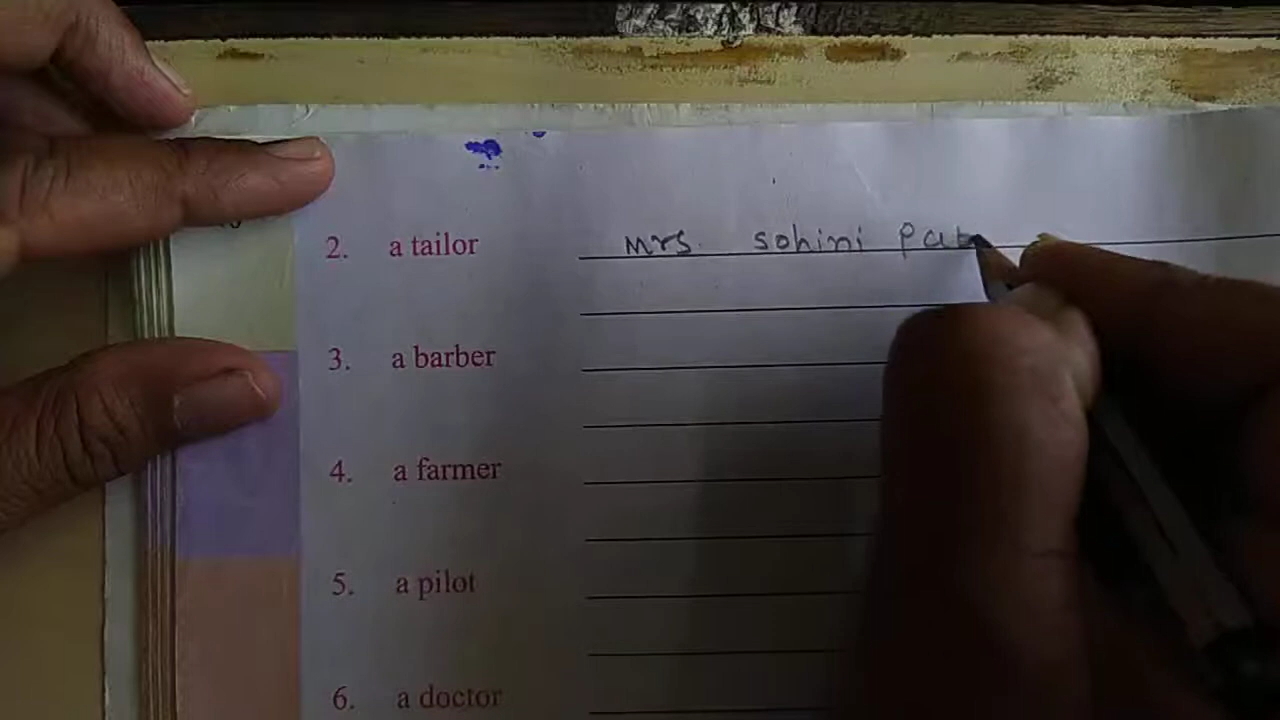 2. a tailor Mrs. sohini
3. a barber
4. a farmer
5. a pilot
6. a doctor